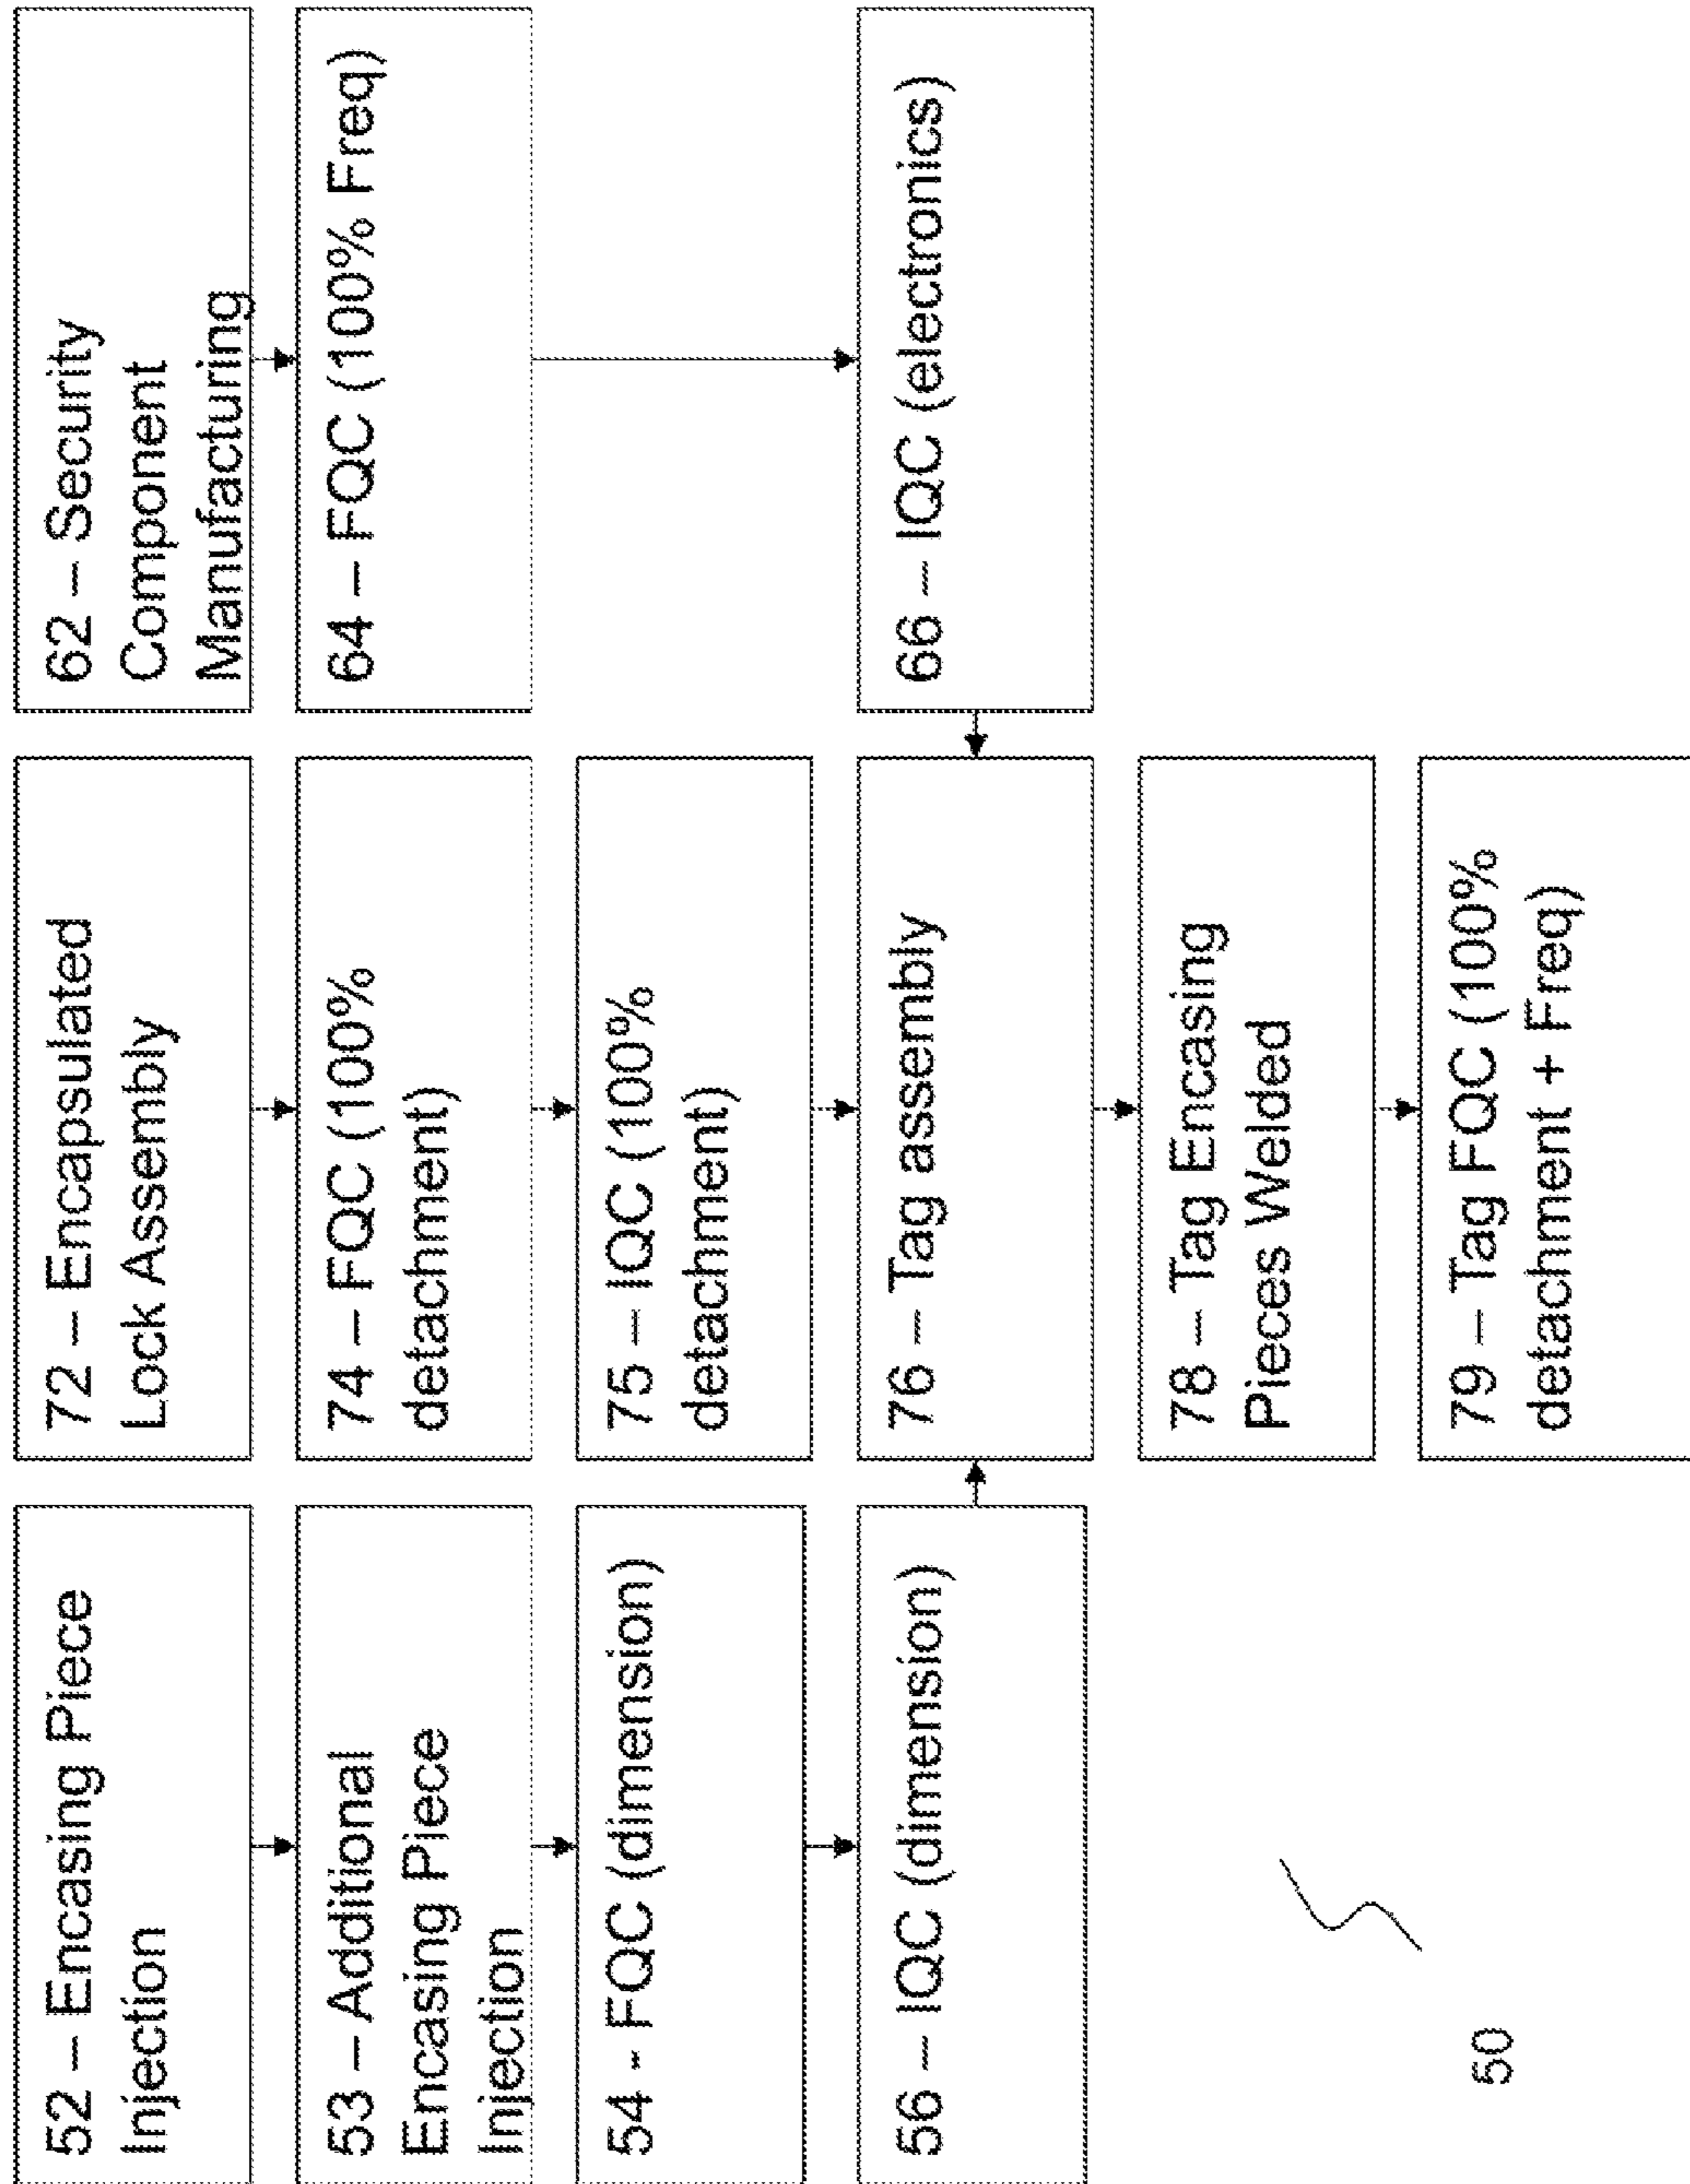 52 – Encasing Piece
Injection
53 – Additional
Encasing Piece
Injection
54 - FQC (dimension)
56 – IQC (dimension)
72 – Encapsulated
Lock Assembly
74 – FQC (100%
detachment)
75 – IQC (100%
detachment)
76 – Tag assembly
78 – Tag Encasing
Pieces Welded
79 – Tag FQC (100%
detachment + Freq)
62 – Security
Component
Manufacturing
64 – FQC (100% Freq)
66 – IQC (electronics)
50